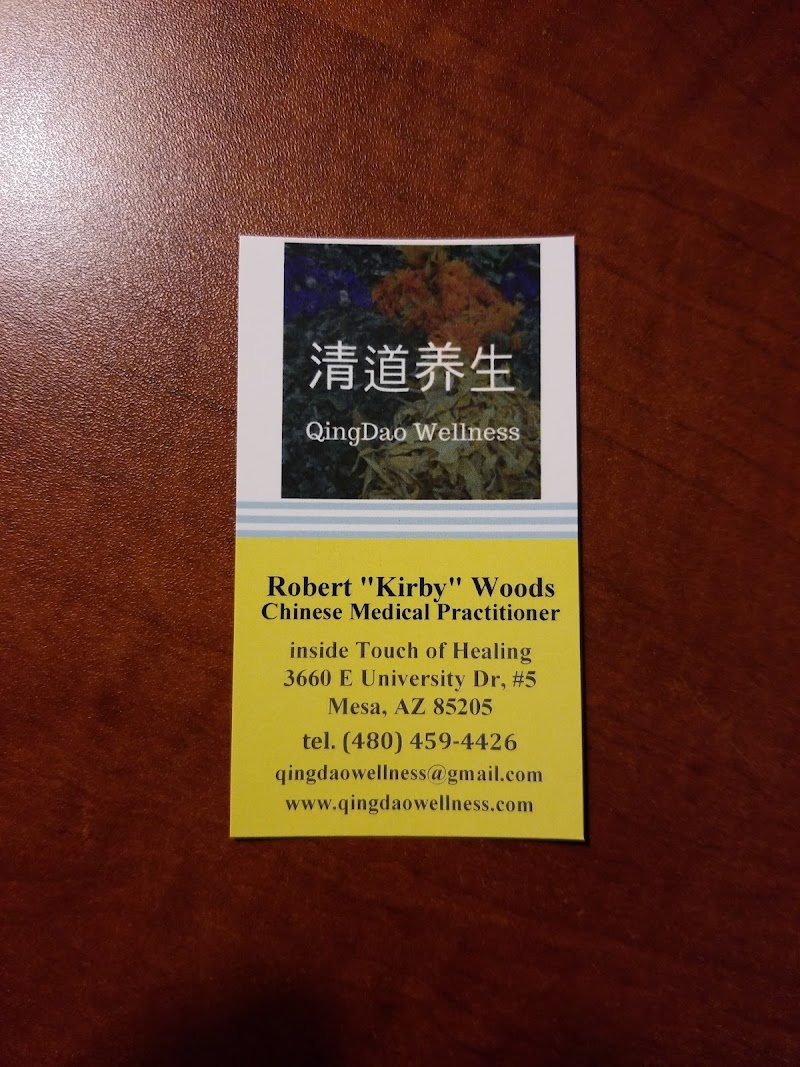 清道养生
QingDao Wellness
Robert "Kirby" Woods
Chinese Medical Practitioner
inside Touch of Healing
3660 E University Dr, #5
Mesa, AZ 85205
tel. (480) 459-4426
qingdaowellness@gmail.com
www.qingdaowellness.com